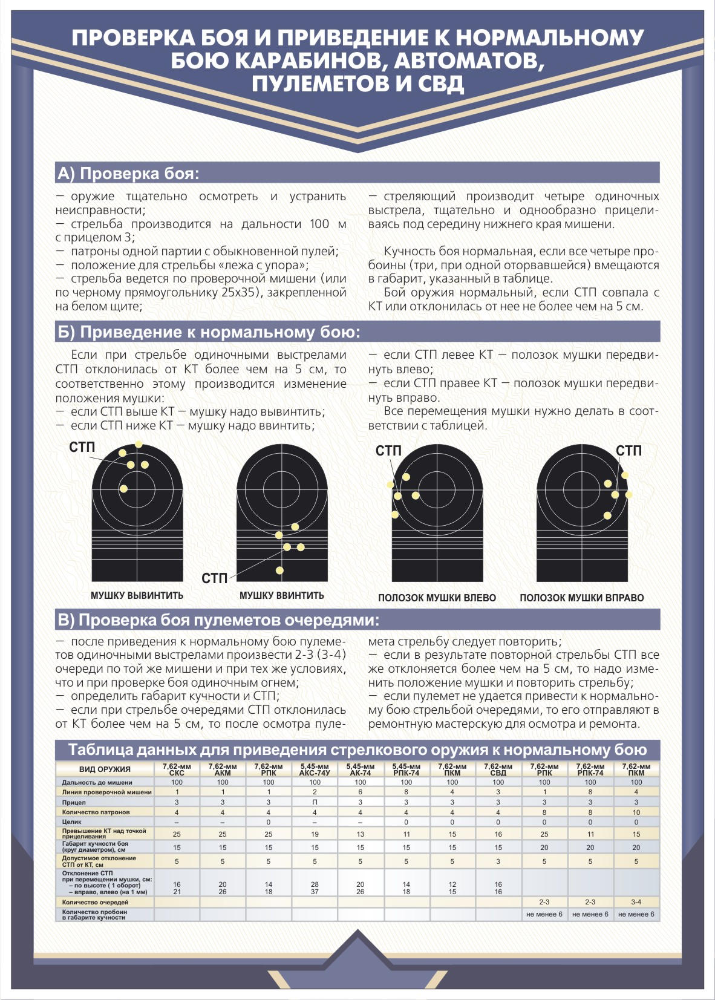 ПРОВЕРКА БОЯ И ПРИВЕДЕНИЕ К НОРМАЛЬНОМУ
БОЮ КАРАБИНОВ, АВТОМАТОВ,
ПУЛЕМЕТОВ И СВД
А) Проверка боя:
– оружие тщательно осмотреть и устранить
неисправности;
– стрельба производится на дальности 100 м
с прицелом 3;
– патроны одной партии с обыкновенной пулей;
– положение для стрельбы «лежа с упора»;
– стрельба ведется по проверочной мишени (или
по черному прямоугольнику 25х35), закрепленной
на белом щите;
– стреляющий производит четыре одиночных
выстрела, тщательно и однообразно прицели-
ваясь под середину нижнего края мишени.
Кучность боя нормальная, если все четыре про-
боины (три, при одной оторвавшейся) вмещаются
в габарит, указанный в таблице.
Бой оружия нормальный, если СТП совпала с
КТ или отклонилась от нее не более чем на 5 см.
Б) Приведение к нормальному бою:
Если при стрельбе одиночными выстрелами
СТП отклонилась от КТ более чем на 5 см, то
соответственно этому производится изменение
положения мушки:
– если СТП выше КТ – мушку надо вывинтить;
– если СТП ниже КТ – мушку надо ввинтить;
– если СТП левее КТ – полозок мушки передви-
нуть влево;
– если СТП правее КТ – полозок мушки передви-
нуть вправо.
Все перемещения мушки нужно делать в соот-
ветствии с таблицей.
СТП
СТП
СТП
СТП
МУШКУ ВЫВИНТИТЬ
МУШКУ ВВИНТИТЬ
ПОЛОЗОК МУШКИ ВЛЕВО
ПОЛОЗОК МУШКИ ВПРАВО
В) Проверка боя пулеметов очередями:
– после приведения к нормальному бою пулеме-
тов одиночными выстрелами произвести 2-3 (3-4)
очереди по той же мишени и при тех же условиях,
что и при проверке боя одиночным огнем;
– определить габарит кучности и СТП;
– если при стрельбе очередями СТП отклонилась
от КТ более чем на 5 см, то после осмотра пуле-
мета стрельбу следует повторить;
– если в результате повторной стрельбы СТП все
же отклоняется более чем на 5 см, то надо изме-
нить положение мушки и повторить стрельбу;
– если пулемет не удается привести к нормально-
му бою стрельбой очередями, то его отправляют в
ремонтную мастерскую для осмотра и ремонта.
Таблица данных для приведения стрелкового оружия к нормальному бою
ВИД ОРУЖИЯ 7,62-мм СКС 7,62-мм АКМ 7,62-мм РПК 5,45-мм АКС-74У 5,45-мм АК-74 5,45-мм РПК-74 7,62-мм ПКМ 7,62-мм СВД 7,62-мм РПК 7,62-мм РПК-74 7,62-мм ПКМ
Дальность до мишени 100 100 100 100 100 100 100 100 100 100 100
Линия проверочной мишени 1 1 1 2 6 8 4 3 1 8 4
Прицел 3 3 3 П 3 3 3 3 3 3 3
Количество патронов 4 4 4 4 4 4 4 4 8 8 10
Целик – – 0 – – 0 0 0 0 0 0
Превышение КТ над точкой
прицеливания 25 25 25 19 13 11 15 16 25 11 15
Габарит кучности боя
(круг диаметром), см 15 15 15 15 15 15 15 15 20 20 20
Допустимое отклонение
СТП от КТ, см 5 5 5 5 5 5 5 3 5 5 5
Отклонение СТП
при перемещении мушки, см:
– по высоте ( 1 оборот) 16 20 14 28 20 14 12 16
– вправо, влево (на 1 мм) 21 26 18 37 26 18 15 16
Количество очередей 2-3 2-3 3-4
Количество пробоин
в габарите кучности не менее 6 не менее 6 не менее 6